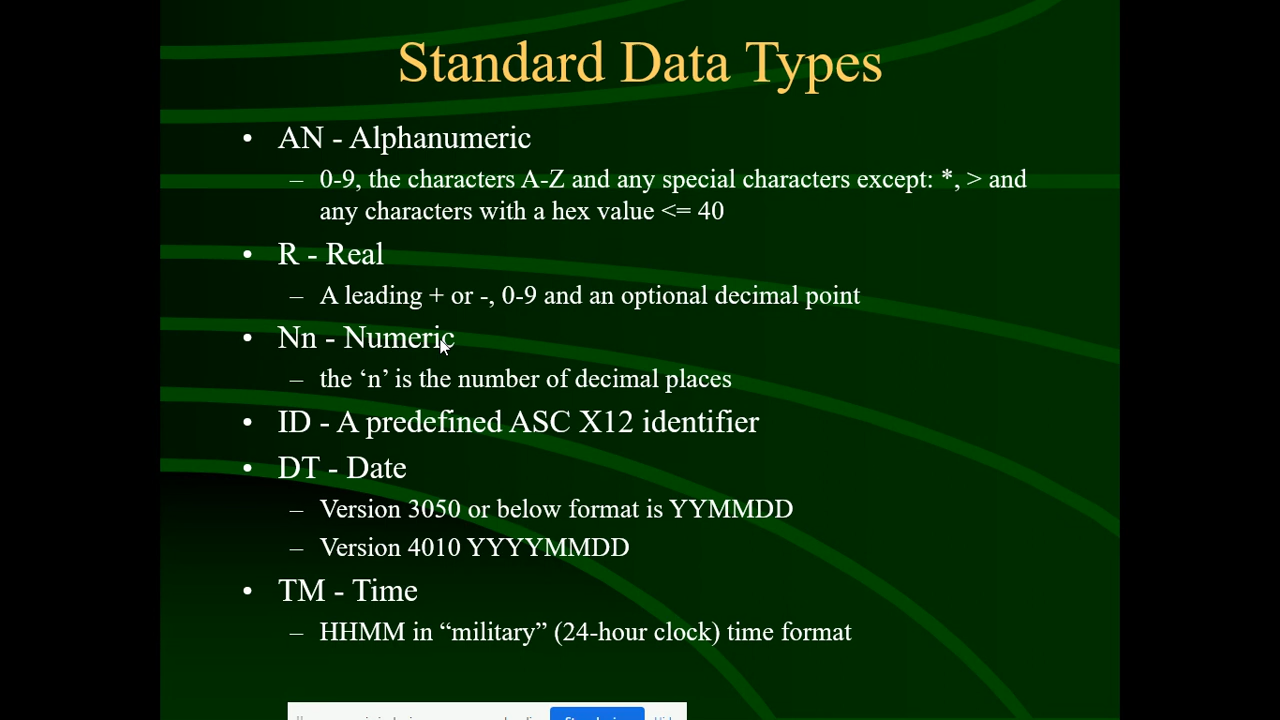 Standard Data Types
• AN - Alphanumeric
– 0-9, the characters A-Z and any special characters except: *, > and
any characters with a hex value <= 40
• R - Real
– A leading + or -, 0-9 and an optional decimal point
• Nn - Numeric
– the ‘n’ is the number of decimal places
• ID - A predefined ASC X12 identifier
• DT - Date
– Version 3050 or below format is YYMMDD
– Version 4010 YYYYMMDD
• TM - Time
– HHMM in “military” (24-hour clock) time format